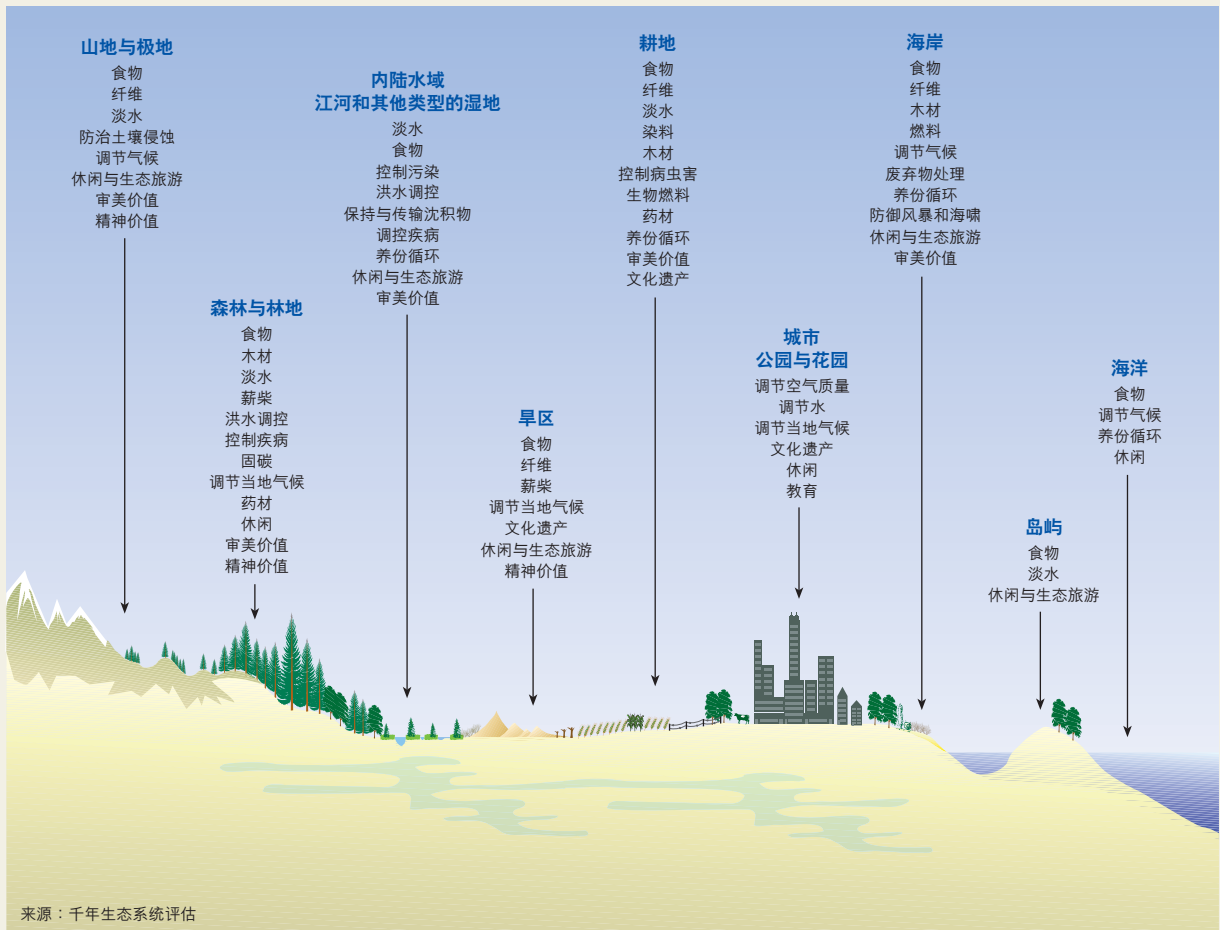 山地与极地
食物
纤维
淡水
防治土壤侵蚀
调节气候
休闲与生态旅游
审美价值
精神价值
森林与林地
食物
木材
淡水
薪柴
洪水调控
控制疾病
固碳
调节当地气候
药材
休闲
审美价值
精神价值
内陆水域
江河和其他类型的湿地
淡水
食物
控制污染
洪水调控
保持与传输沈积物
调控疾病
养份循环
休闲与生态旅游
审美价值
旱区
食物
纤维
薪柴
调节当地气候
文化遗产
休闲与生态旅游
精神价值
耕地
食物
纤维
淡水
染料
木材
控制病虫害
生物燃料
药材
养份循环
审美价值
文化遗产
城市
公园与花园
调节空气质量
调节水
调节当地气候
文化遗产
休闲
教育
海岸
食物
纤维
木材
燃料
调节气候
废弃物处理
养份循环
防御风暴和海啸
休闲与生态旅游
审美价值
岛屿
食物
淡水
休闲与生态旅游
海洋
食物
调节气候
养份循环
休闲
来源：千年生态系统评估